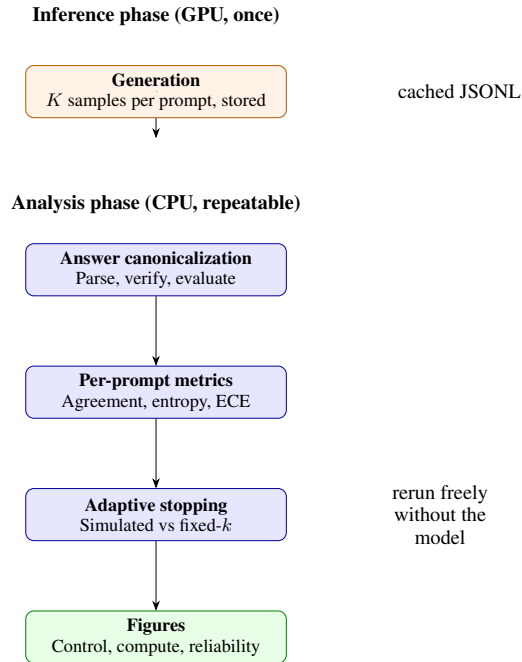 Inference phase (GPU, once)
Generation
K samples per prompt, stored
cached JSONL
Analysis phase (CPU, repeatable)
Answer canonicalization
Parse, verify, evaluate
Per-prompt metrics
Agreement, entropy, ECE
Adaptive stopping
Simulated vs fixed-k
rerun freely
without the
model
Figures
Control, compute, reliability